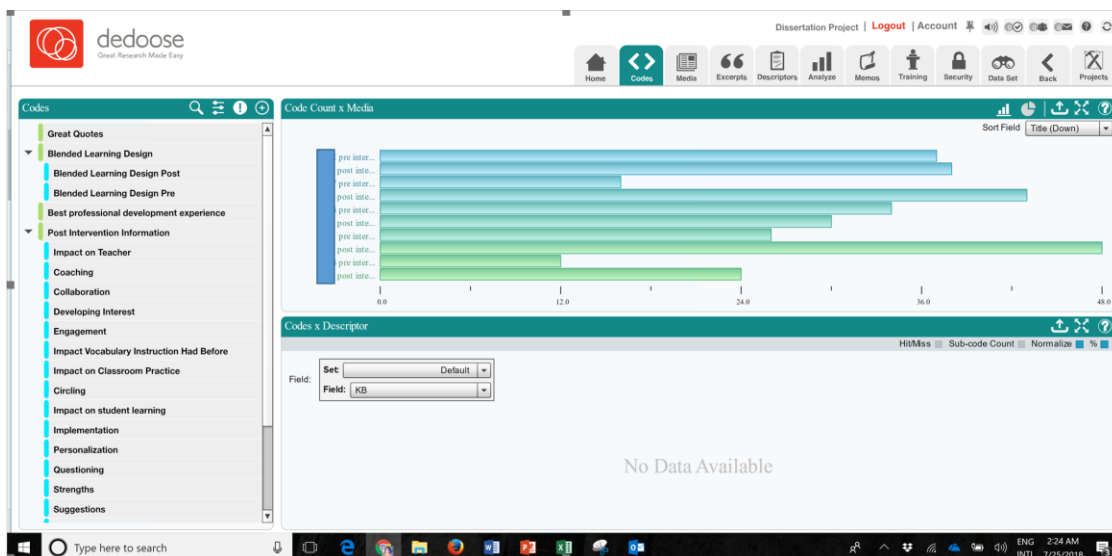 Dissertation Project | Logout | Account
dedoose
Great Research Made Easy
Home Codes Media Excerpts Descriptors Analyze Memos Training Security Data Set Back Projects
Codes
Great Quotes
Blended Learning Design
Blended Learning Design Post
Blended Learning Design Pre
Best professional development experience
Post Intervention Information
Impact on Teacher
Coaching
Collaboration
Developing Interest
Engagement
Impact Vocabulary Instruction Had Before
Impact on Classroom Practice
Circling
Impact on student learning
Implementation
Personalization
Questioning
Strengths
Suggestions
Code Count x Media
Sort Field Title (Down)
pre inter...
post inte...
pre inter...
post inte...
pre inter...
post inte...
pre inter...
post inte...
pre inter...
post inte...
0.0 12.0 24.0 36.0 48.0
Codes x Descriptor
Hit/Miss Sub-code Count Normalize %
Field:
Set: Default
Field: KB
No Data Available
Type here to search
ENG 2:24 AM
INTL 7/25/2018